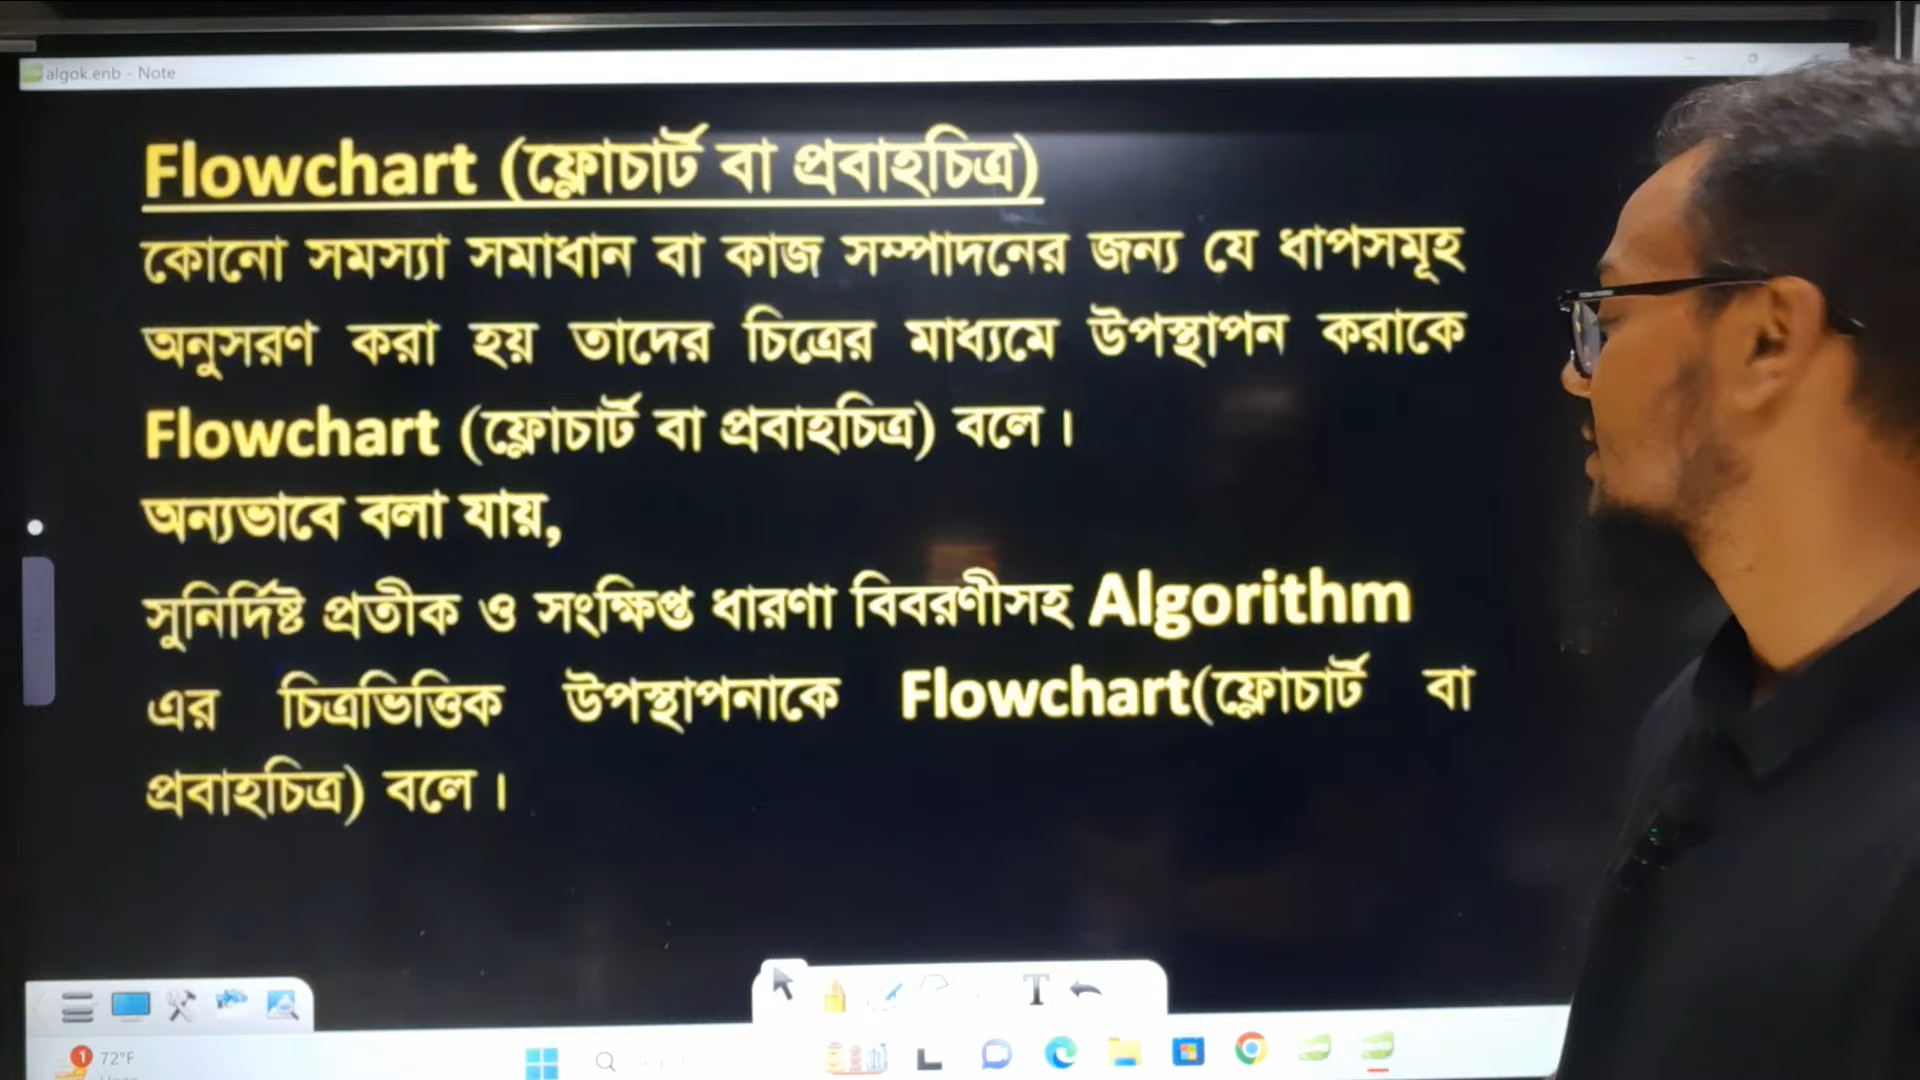 algok.enb - Note
Flowchart (ফ্লোচার্ট বা প্রবাহচিত্র)
কোনো সমস্যা সমাধান বা কাজ সম্পাদনের জন্য যে ধাপসমূহ
অনুসরণ করা হয় তাদের চিত্রের মাধ্যমে উপস্থাপন করাকে
Flowchart (ফ্লোচার্ট বা প্রবাহচিত্র) বলে।
অন্যভাবে বলা যায়,
সুনির্দিষ্ট প্রতীক ও সংক্ষিপ্ত ধারণা বিবরণীসহ Algorithm
এর চিত্রভিত্তিক উপস্থাপনাকে Flowchart(ফ্লোচার্ট বা
প্রবাহচিত্র) বলে।
T
1 72°F